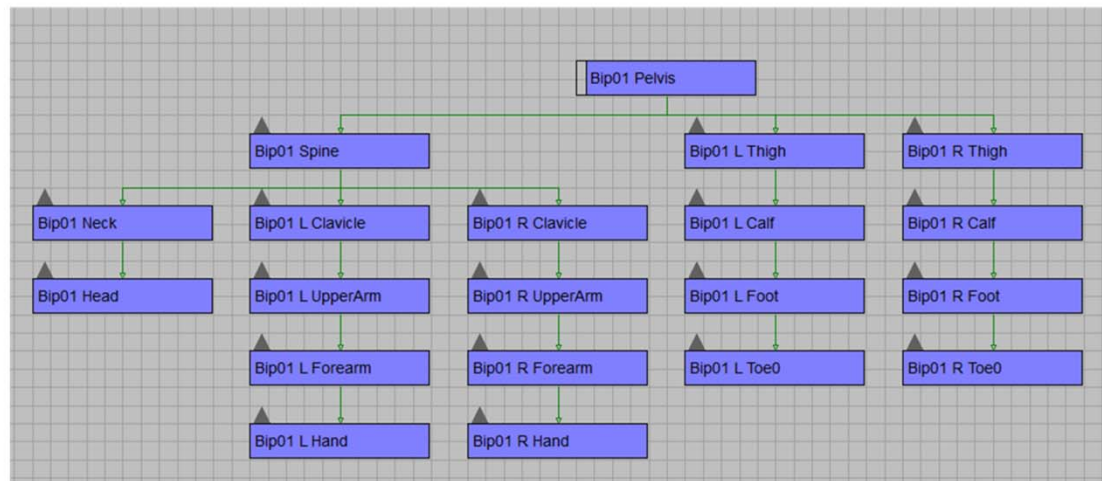 Bip01 Pelvis
Bip01 Spine
Bip01 L Thigh
Bip01 R Thigh
Bip01 Neck
Bip01 L Clavicle
Bip01 R Clavicle
Bip01 L Calf
Bip01 R Calf
Bip01 Head
Bip01 L UpperArm
Bip01 R UpperArm
Bip01 L Foot
Bip01 R Foot
Bip01 L Forearm
Bip01 R Forearm
Bip01 L Toe0
Bip01 R Toe0
Bip01 L Hand
Bip01 R Hand